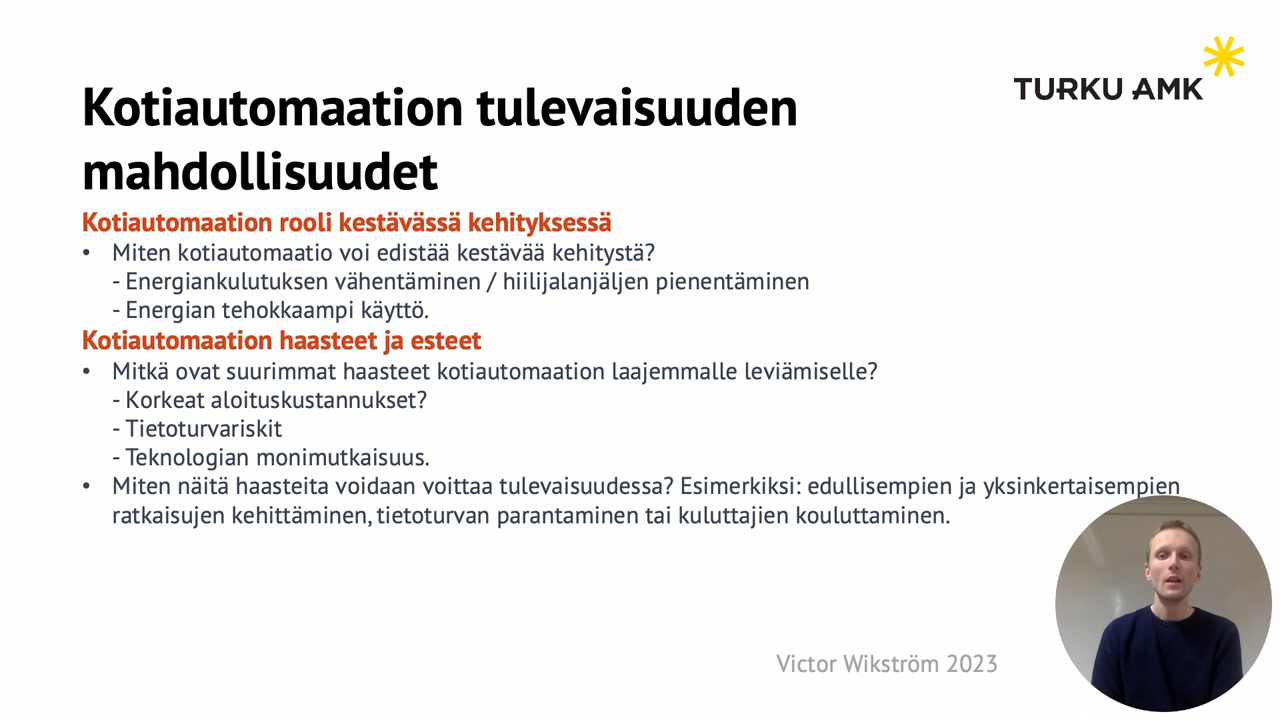 TURKU AMK
Kotiautomaation tulevaisuuden
mahdollisuudet
Kotiautomaation rooli kestävässä kehityksessä
• Miten kotiautomaatio voi edistää kestävää kehitystä?
- Energiankulutuksen vähentäminen / hiilijalanjäljen pienentäminen
- Energian tehokkaampi käyttö.
Kotiautomaation haasteet ja esteet
• Mitkä ovat suurimmat haasteet kotiautomaation laajemmalle leviämiselle?
- Korkeat aloituskustannukset?
- Tietoturvariskit
- Teknologian monimutkaisuus.
• Miten näitä haasteita voidaan voittaa tulevaisuudessa? Esimerkiksi: edullisempien ja yksinkertaisempien
ratkaisujen kehittäminen, tietoturvan parantaminen tai kuluttajien kouluttaminen.
Victor Wikström 2023